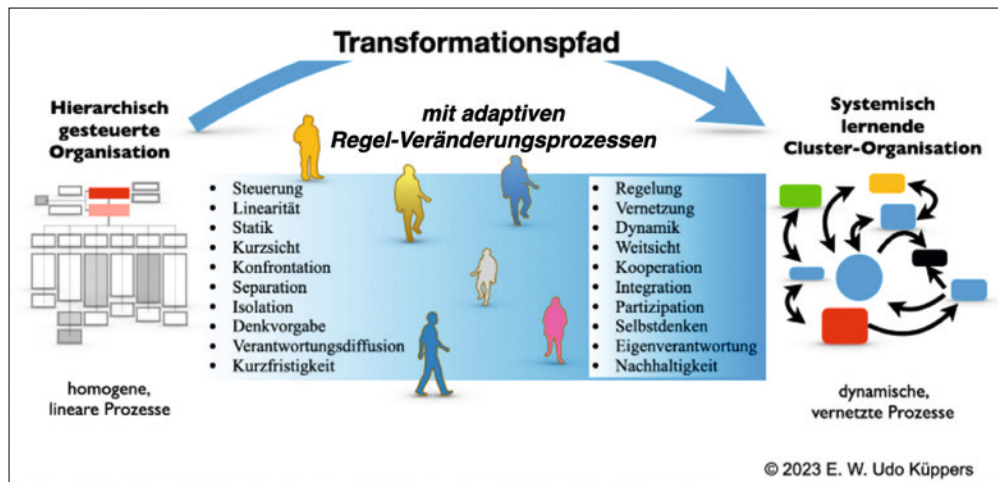 Transformationspfad
mit adaptiven
Regel-Veränderungsprozessen
Hierarchisch
gesteuerte
Organisation
homogene,
lineare Prozesse
• Steuerung
• Linearität
• Statik
• Kurzsicht
• Konfrontation
• Separation
• Isolation
• Denkvorgabe
• Verantwortungsdiffusion
• Kurzfristigkeit
• Regelung
• Vernetzung
• Dynamik
• Weitsicht
• Kooperation
• Integration
• Partizipation
• Selbstdenken
• Eigenverantwortung
• Nachhaltigkeit
Systemisch
lernende
Cluster-Organisation
dynamische,
vernetzte Prozesse
© 2023 E. W. Udo Küppers